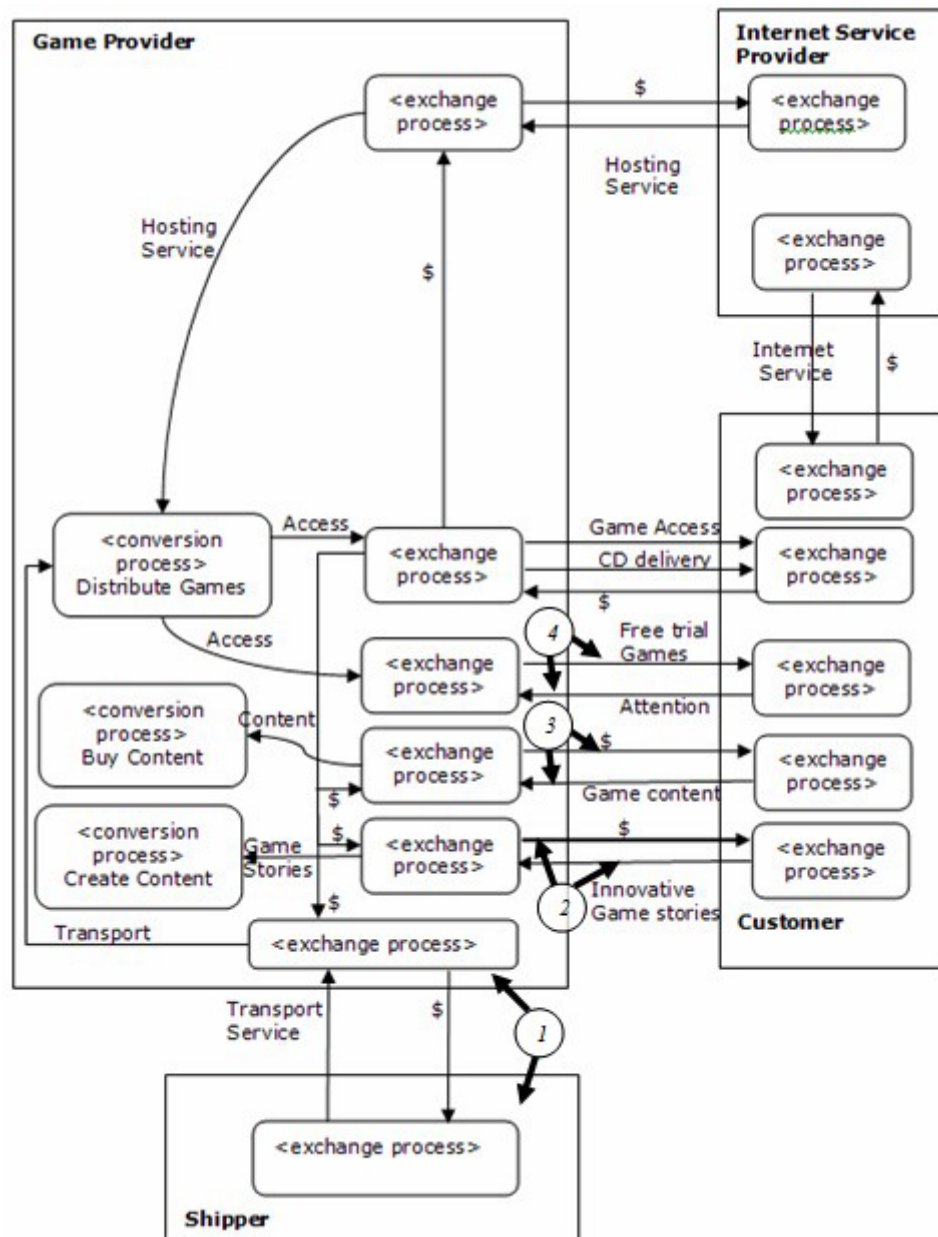 Game Provider
Internet Service
Provider
<exchange
process>
$
<exchange
process>
Hosting
Service
Hosting
Service
$
<exchange
process>
Internet
Service
$
<exchange
process>
<conversion
process>
Distribute Games
Access
<exchange
process>
Game Access
CD delivery
$
<exchange
process>
Access
<exchange
process>
4
Free trial
Games
Attention
<exchange
process>
<conversion
process>
Buy Content
Content
<exchange
process>
$
3
$
Game content
<exchange
process>
<conversion
process>
Create Content
Game
Stories
$
<exchange
process>
$
2
Innovative
Game stories
<exchange
process>
Customer
$
Transport
<exchange process>
Transport
Service
$
1
<exchange process>
Shipper